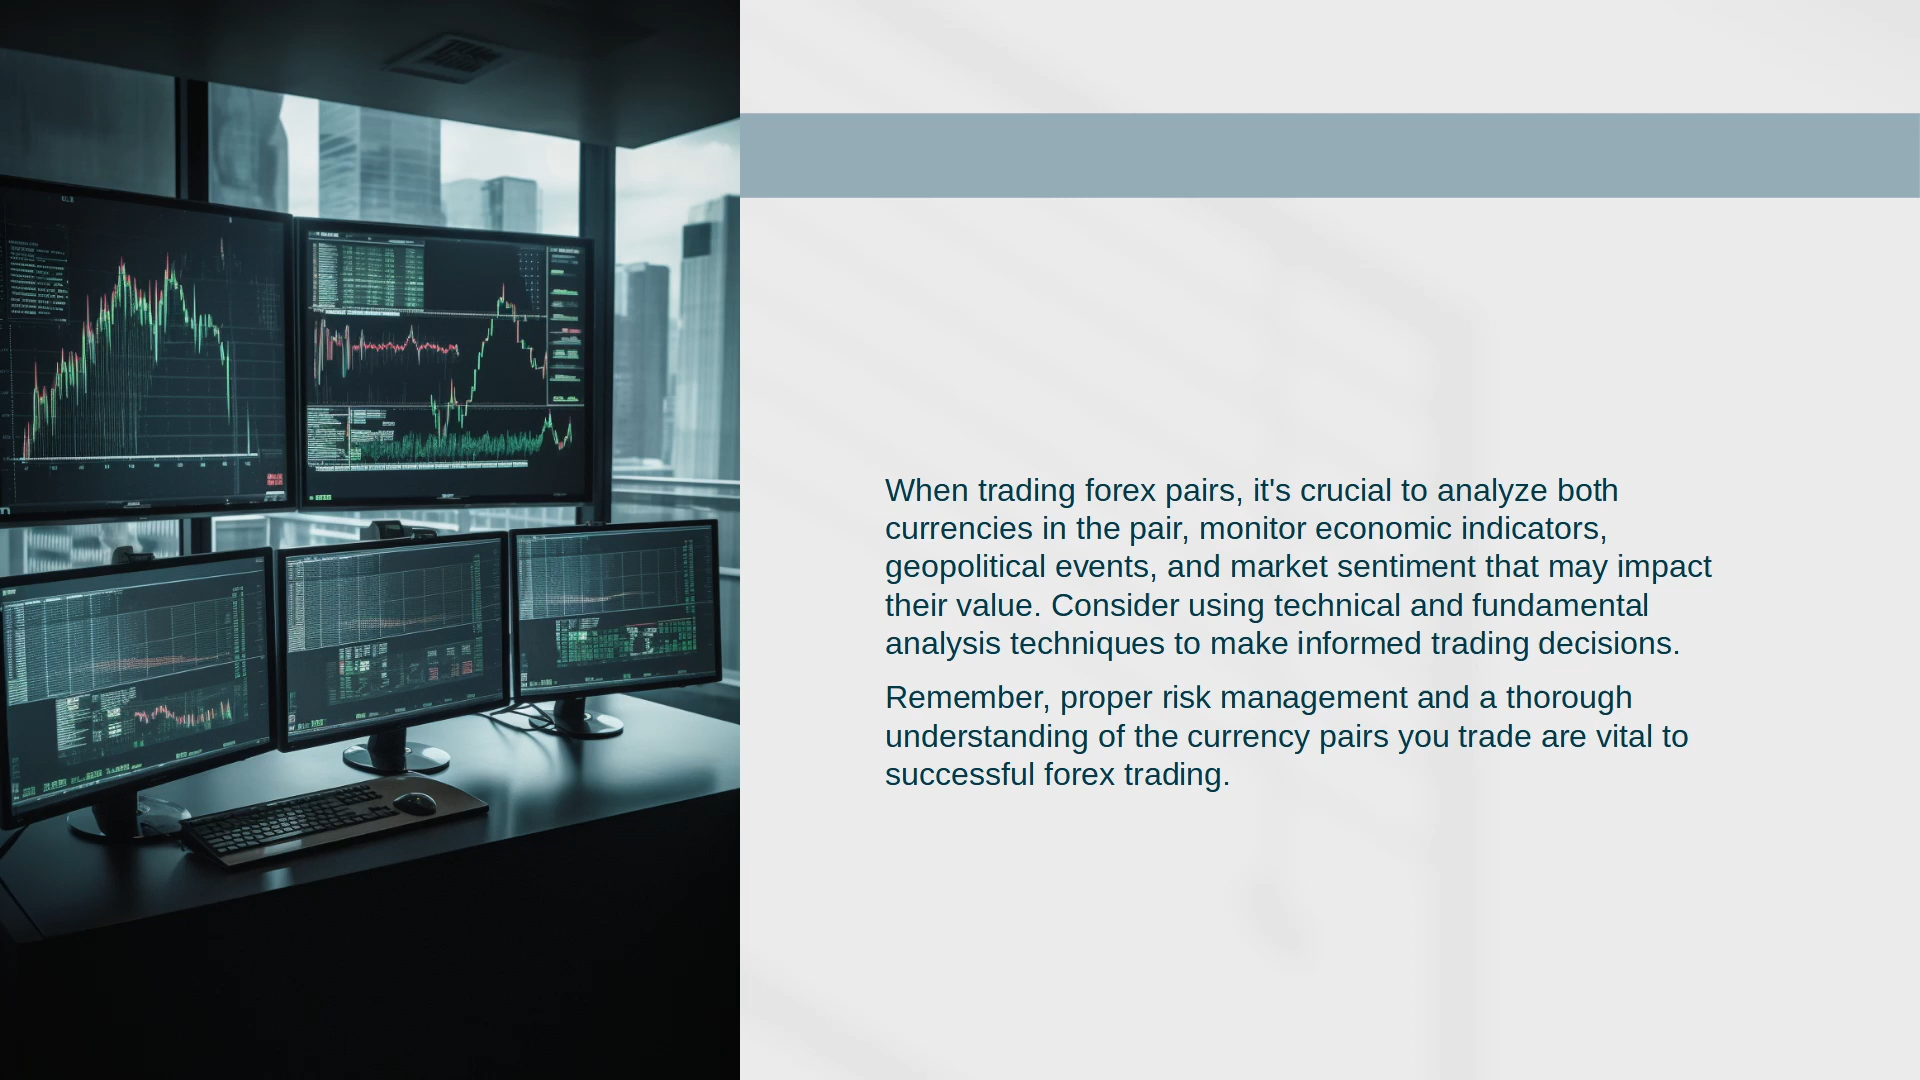 When trading forex pairs, it's crucial to analyze both
currencies in the pair, monitor economic indicators,
geopolitical events, and market sentiment that may impact
their value. Consider using technical and fundamental
analysis techniques to make informed trading decisions.
Remember, proper risk management and a thorough
understanding of the currency pairs you trade are vital to
successful forex trading.